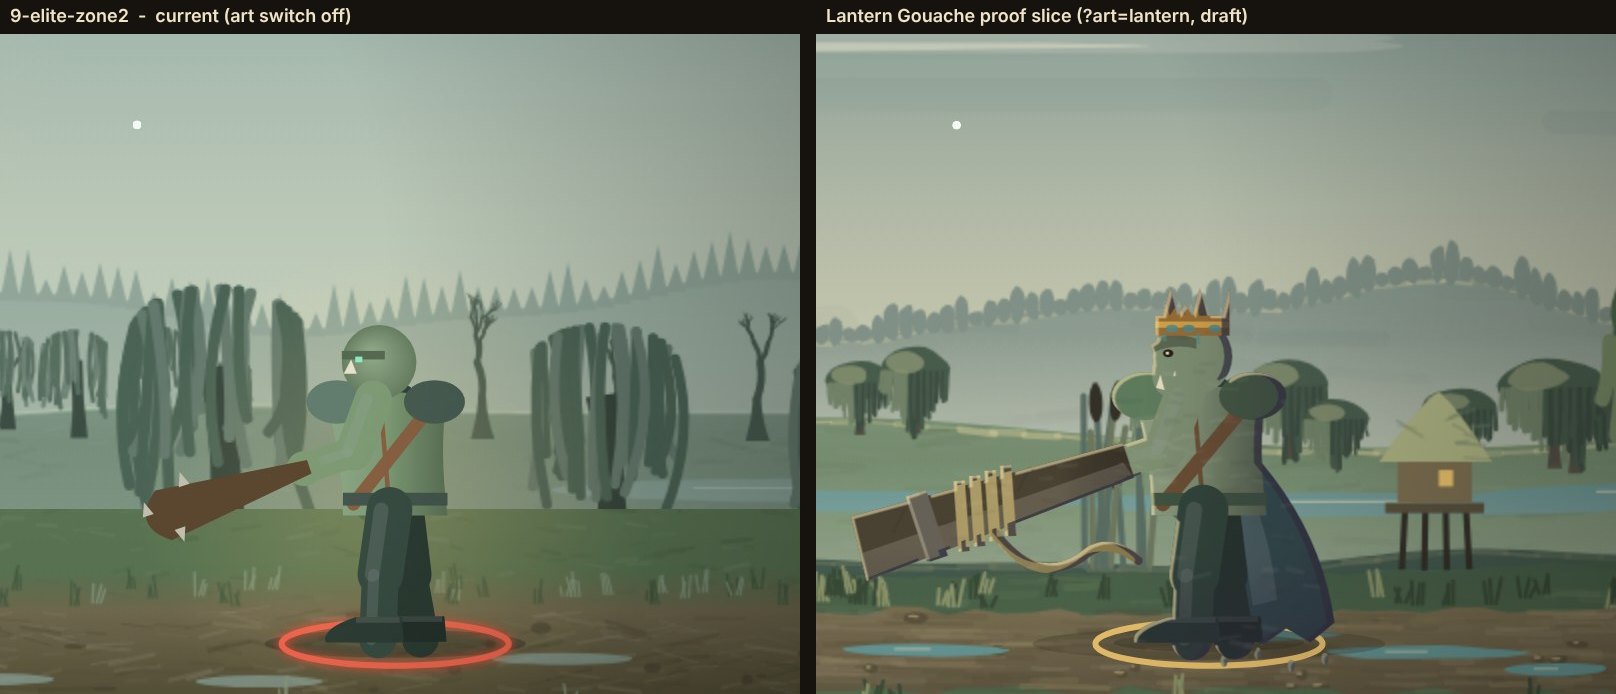 9-elite-zone2 - current (art switch off)
Lantern Gouache proof slice (?art=lantern, draft)